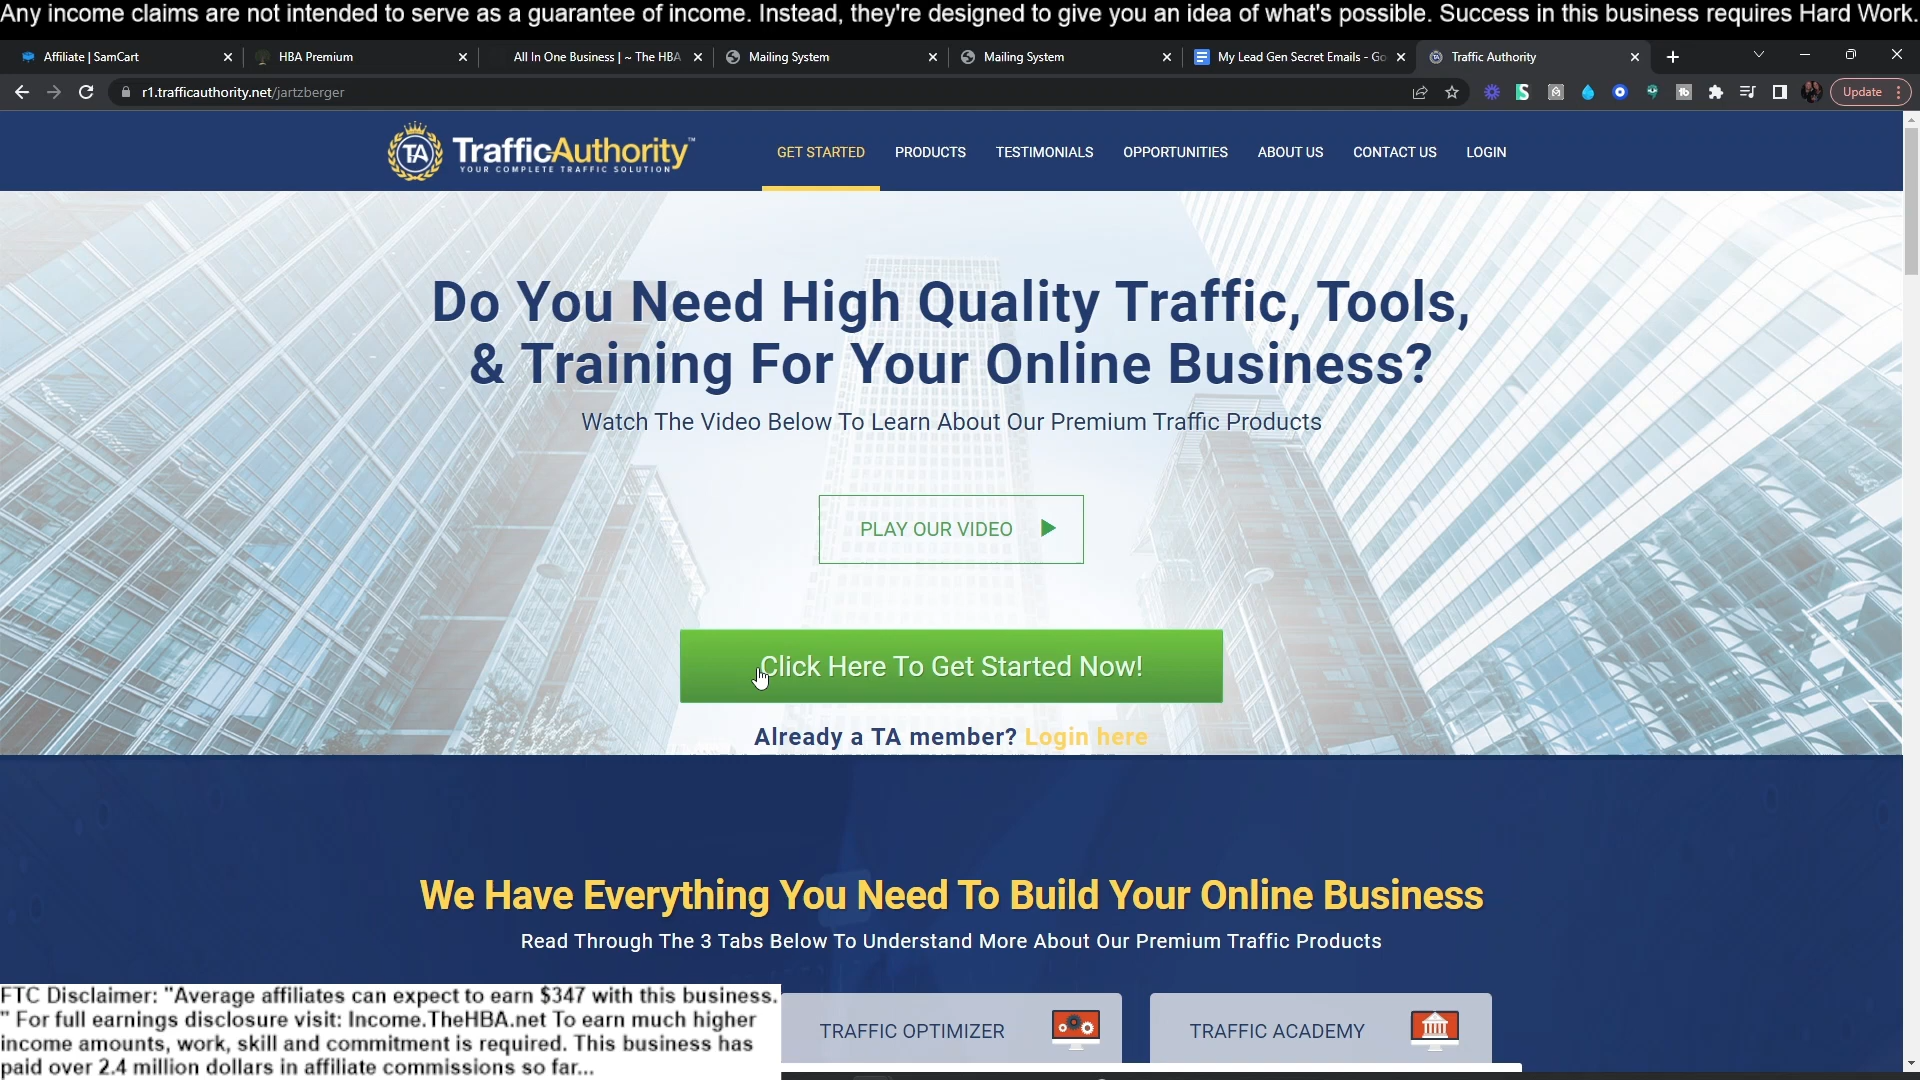 Any income claims are not intended to serve as a guarantee of income. Instead, they're designed to give you an idea of what's possible. Success in this business requires Hard Work.
Affiliate | SamCart
HBA Premium
All In One Business | ~ The HBA
Mailing System
Mailing System
My Lead Gen Secret Emails - Go
Traffic Authority
r1.trafficauthority.net/jartzberger
Update
TA TrafficAuthority™
YOUR COMPLETE TRAFFIC SOLUTION
GET STARTED
PRODUCTS
TESTIMONIALS
OPPORTUNITIES
ABOUT US
CONTACT US
LOGIN
Do You Need High Quality Traffic, Tools,
& Training For Your Online Business?
Watch The Video Below To Learn About Our Premium Traffic Products
PLAY OUR VIDEO
Click Here To Get Started Now!
Already a TA member? Login here
We Have Everything You Need To Build Your Online Business
Read Through The 3 Tabs Below To Understand More About Our Premium Traffic Products
TRAFFIC OPTIMIZER
TRAFFIC ACADEMY
FTC Disclaimer: "Average affiliates can expect to earn $347 with this business.
" For full earnings disclosure visit: Income.TheHBA.net To earn much higher
income amounts, work, skill and commitment is required. This business has
paid over 2.4 million dollars in affiliate commissions so far...